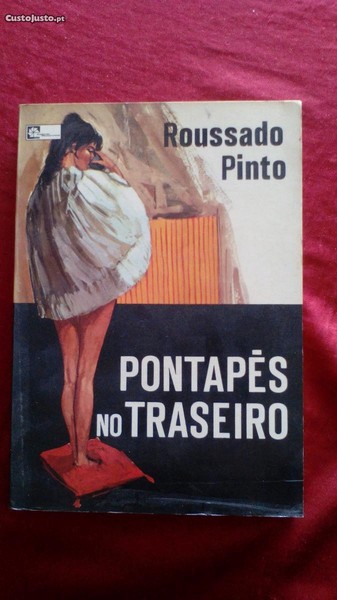 CustoJusto.pt
Roussado
Pinto
PONTAPÉS
NO TRASEIRO